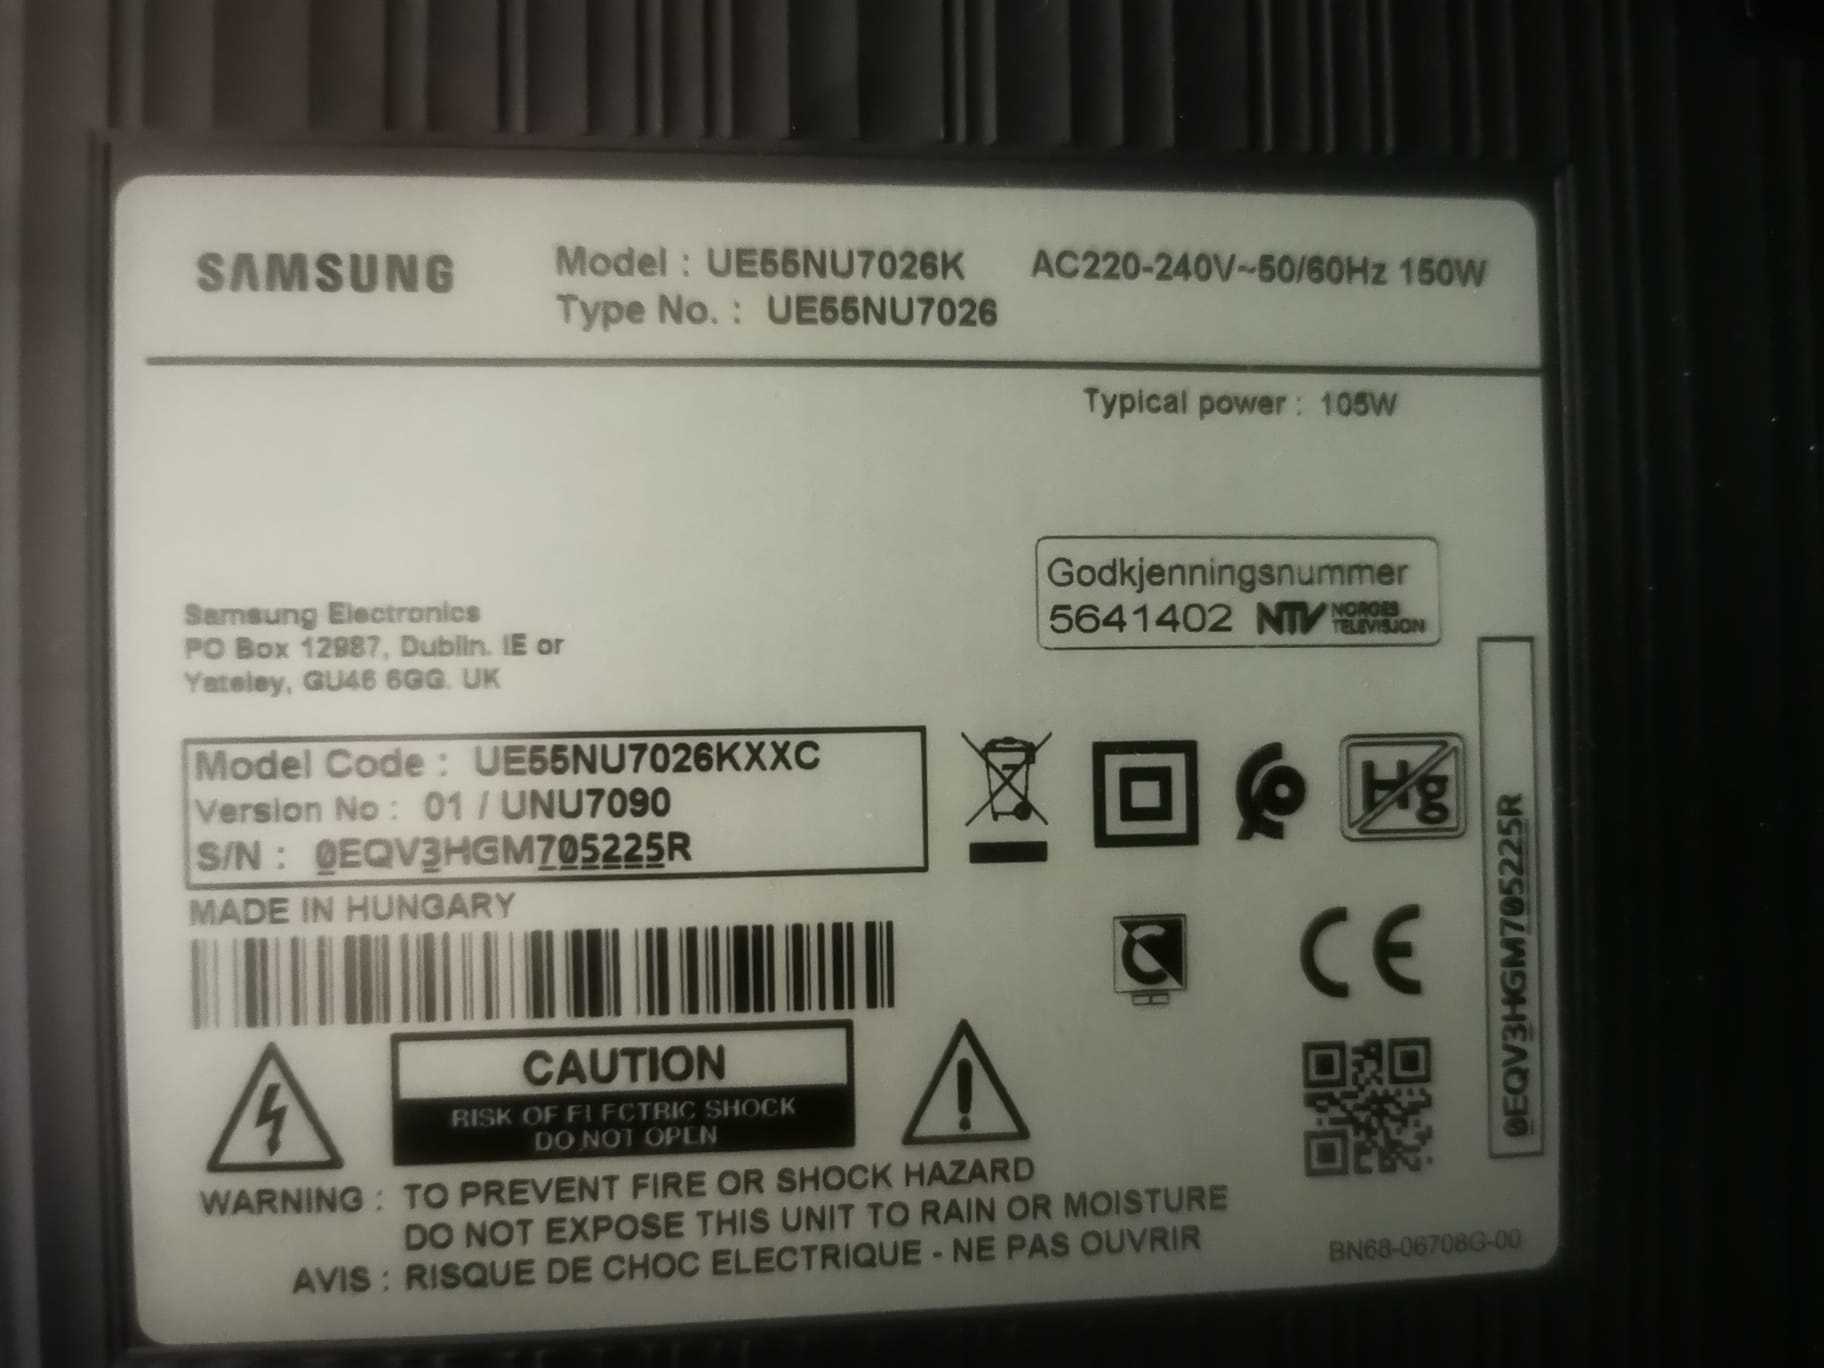 SAMSUNG
Model : UE55NU7026K
AC220-240V~50/60Hz 150W
Type No. : UE55NU7026
Typical power : 105W
Godkjenningsnummer
5641402 NTV NORGES TELEVISJON
Samsung Electronics
PO Box 12987, Dublin. IE or
Yateley, GU46 6GG. UK
Model Code : UE55NU7026KXXC
Version No : 01 / UNU7090
S/N : 0EQV3HGM705225R
MADE IN HUNGARY
Hg
CE
0EQV3HGM705225R
CAUTION
RISK OF ELECTRIC SHOCK
DO NOT OPEN
WARNING : TO PREVENT FIRE OR SHOCK HAZARD
DO NOT EXPOSE THIS UNIT TO RAIN OR MOISTURE
AVIS : RISQUE DE CHOC ELECTRIQUE - NE PAS OUVRIR
BN68-06708G-00